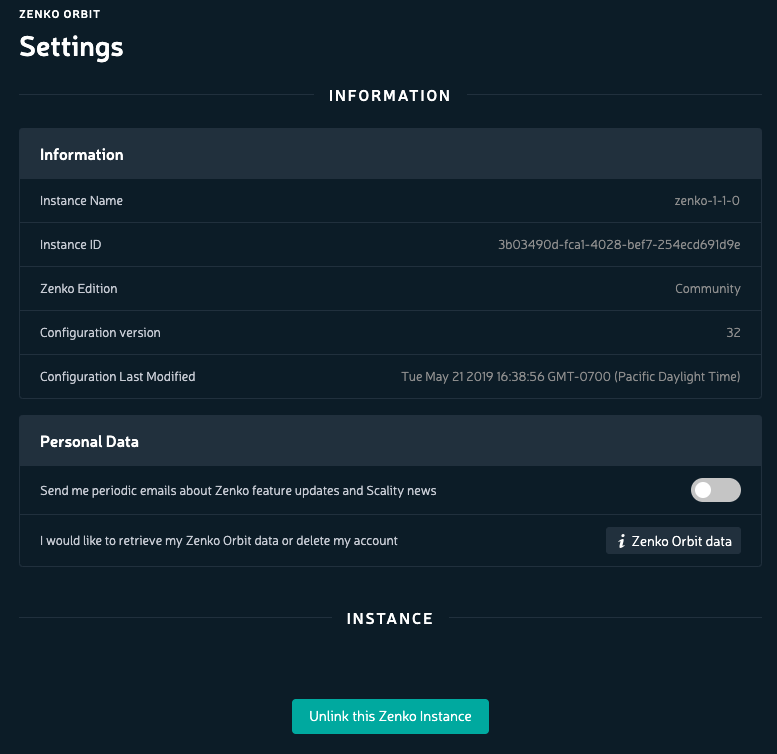 ZENKO ORBIT
Settings
INFORMATION
Information
Instance Name zenko-1-1-0
Instance ID 3b03490d-fca1-4028-bef7-254ecd691d9e
Zenko Edition Community
Configuration version 32
Configuration Last Modified Tue May 21 2019 16:38:56 GMT-0700 (Pacific Daylight Time)
Personal Data
Send me periodic emails about Zenko feature updates and Scality news
I would like to retrieve my Zenko Orbit data or delete my account i Zenko Orbit data
INSTANCE
Unlink this Zenko Instance